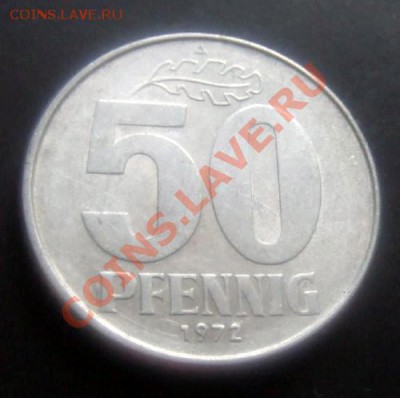 COINS.LAVE.RU
A
50
PFENNIG
1972
COINS.LAVE.RU